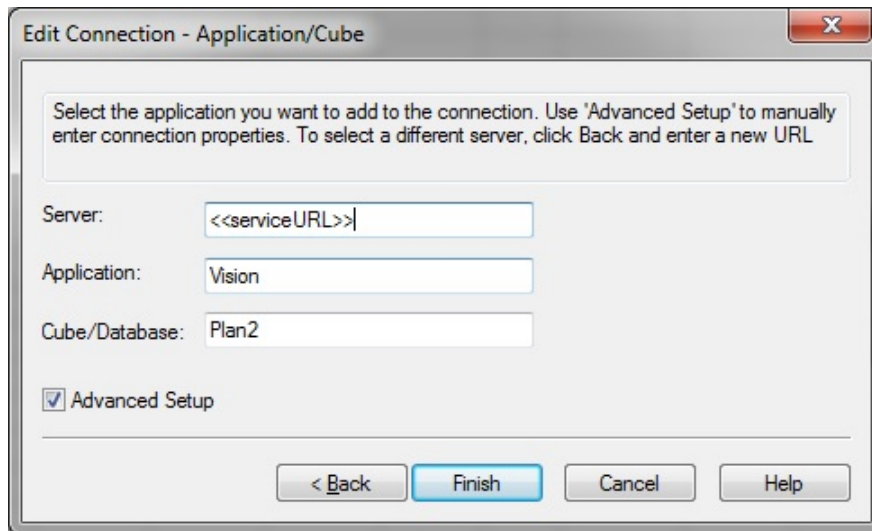 Edit Connection - Application/Cube
X
Select the application you want to add to the connection. Use 'Advanced Setup' to manually
enter connection properties. To select a different server, click Back and enter a new URL
Server: <<serviceURL>>
Application: Vision
Cube/Database: Plan2
Advanced Setup
< Back Finish Cancel Help